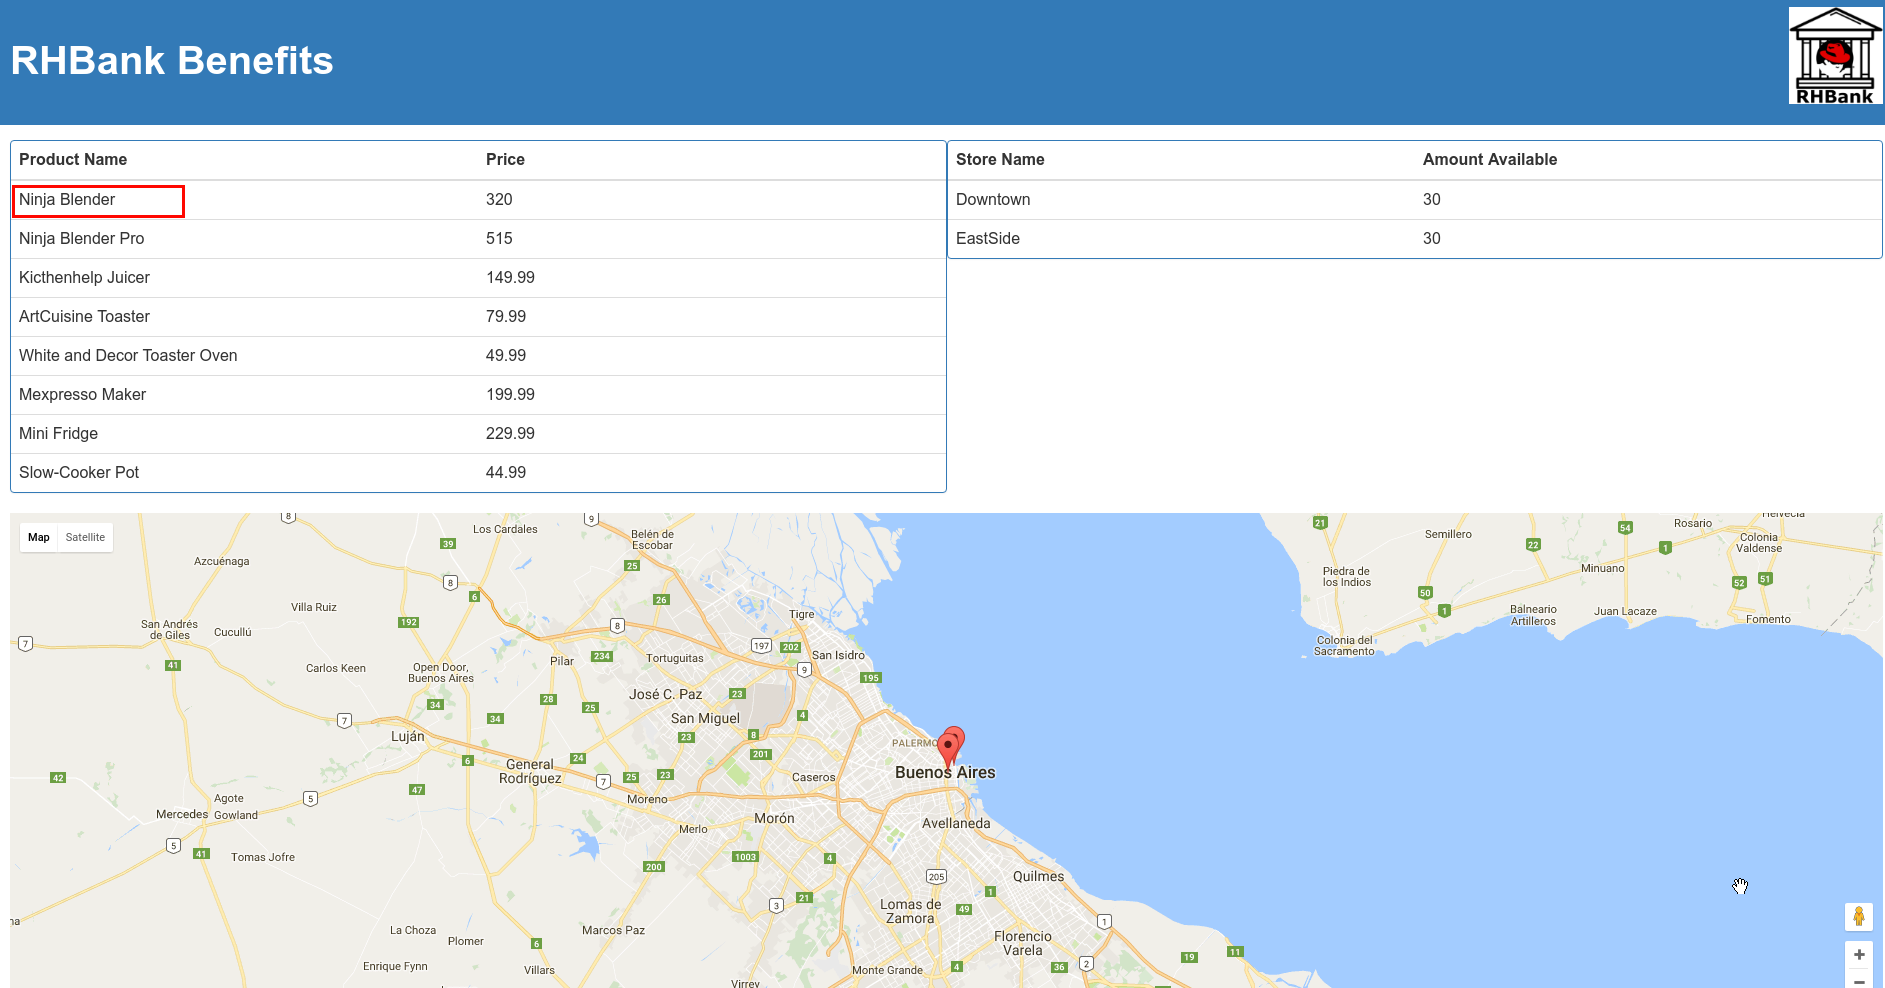 RHBank Benefits
RHBank
Product Name Price
Ninja Blender 320
Ninja Blender Pro 515
Kicthenhelp Juicer 149.99
ArtCuisine Toaster 79.99
White and Decor Toaster Oven 49.99
Mexpresso Maker 199.99
Mini Fridge 229.99
Slow-Cooker Pot 44.99
Store Name Amount Available
Downtown 30
EastSide 30
Map Satellite
8
9
Los Cardales
39
Belén de
Escobar
25
Azcuénaga
8
6
26
Villa Ruiz
192
Tigre
San Andrés
de Giles
Cucullú
8
7
197
202
41
Carlos Keen
Open Door,
Buenos Aires
Pilar
234
Tortuguitas
San Isidro
9
195
34
28
25
José C. Paz
23
34
San Miguel
4
7
Luján
23
8
PALERMO
201
6
24
General
Rodríguez
42
7
25
23
Caseros
Buenos Aires
47
Moreno
5
Agote
Mercedes
Gowland
Merlo
Morón
Avellaneda
5
41
Tomas Jofre
200
1003
4
205
Quilmes
1
3
21
Lomas de
Zamora
49
1
La Choza
Plomer
Marcos Paz
6
Florencio
Varela
11
19
Enrique Fynn
Villars
Monte Grande
4
36
2
Virrey
21
Semillero
22
54
Rosario
Helvecia
1
Colonia
Valdense
Piedra de
los Indios
Minuano
52
51
50
1
Balneario
Artilleros
Juan Lacaze
Fomento
Colonia del
Sacramento
+
−